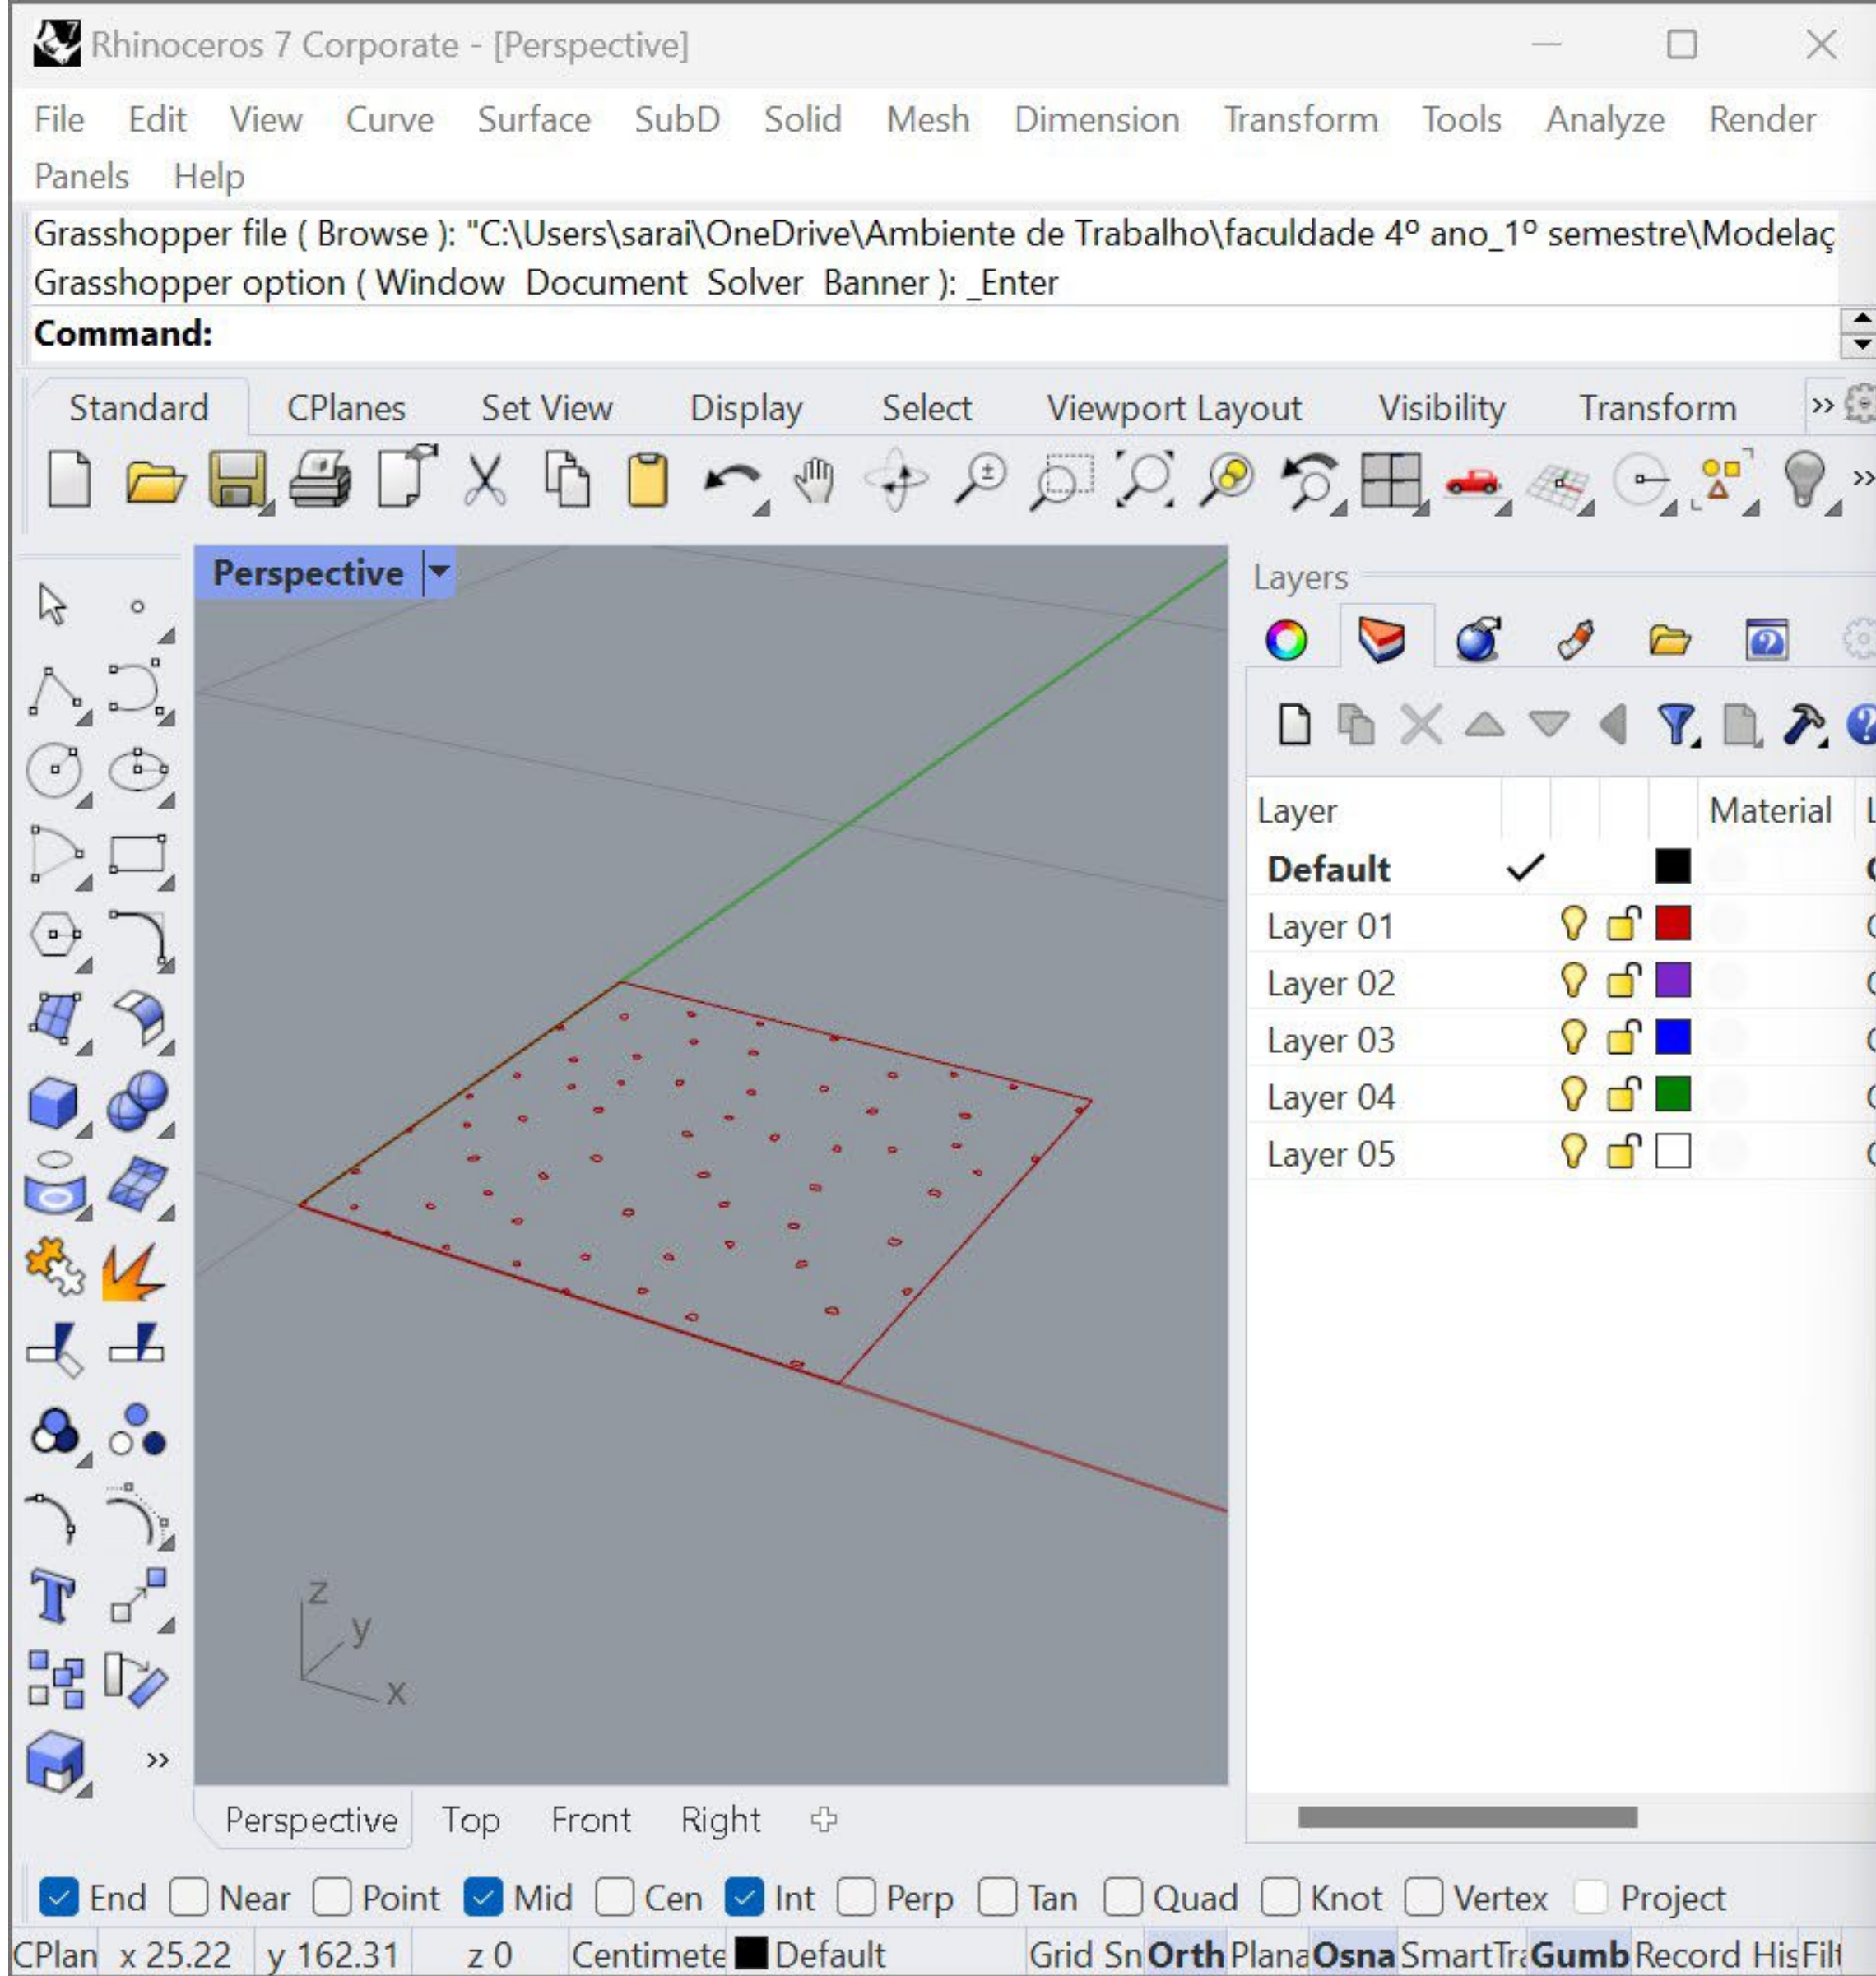 Rhinoceros 7 Corporate - [Perspective]
File Edit View Curve Surface SubD Solid Mesh Dimension Transform Tools Analyze Render
Panels Help
Grasshopper file ( Browse ): "C:\Users\sarai\OneDrive\Ambiente de Trabalho\faculdade 4º ano_1º semestre\Modelaç
Grasshopper option ( Window Document Solver Banner ): _Enter
Command:
Standard CPlanes Set View Display Select Viewport Layout Visibility Transform
Perspective
Layers
Layer Material L
Default
Layer 01
Layer 02
Layer 03
Layer 04
Layer 05
z
y
x
Perspective Top Front Right
End Near Point Mid Cen Int Perp Tan Quad Knot Vertex Project
CPlan x 25.22 y 162.31 z 0 Centimete Default Grid Sn Orth Plana Osna SmartTra Gumb Record His Filt